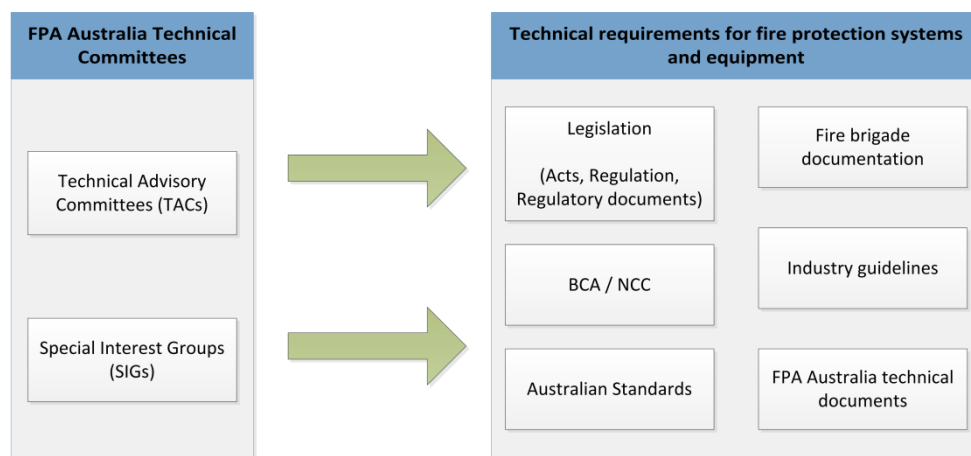 FPA Australia Technical
Committees
Technical Advisory
Committees (TACs)
Special Interest Groups
(SIGs)
Technical requirements for fire protection systems
and equipment
Legislation
(Acts, Regulation,
Regulatory documents)
BCA / NCC
Australian Standards
Fire brigade
documentation
Industry guidelines
FPA Australia technical
documents